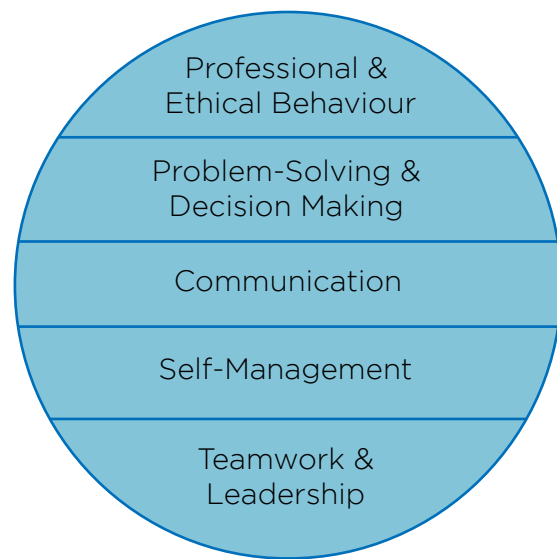 Professional &
Ethical Behaviour
Problem-Solving &
Decision Making
Communication
Self-Management
Teamwork &
Leadership